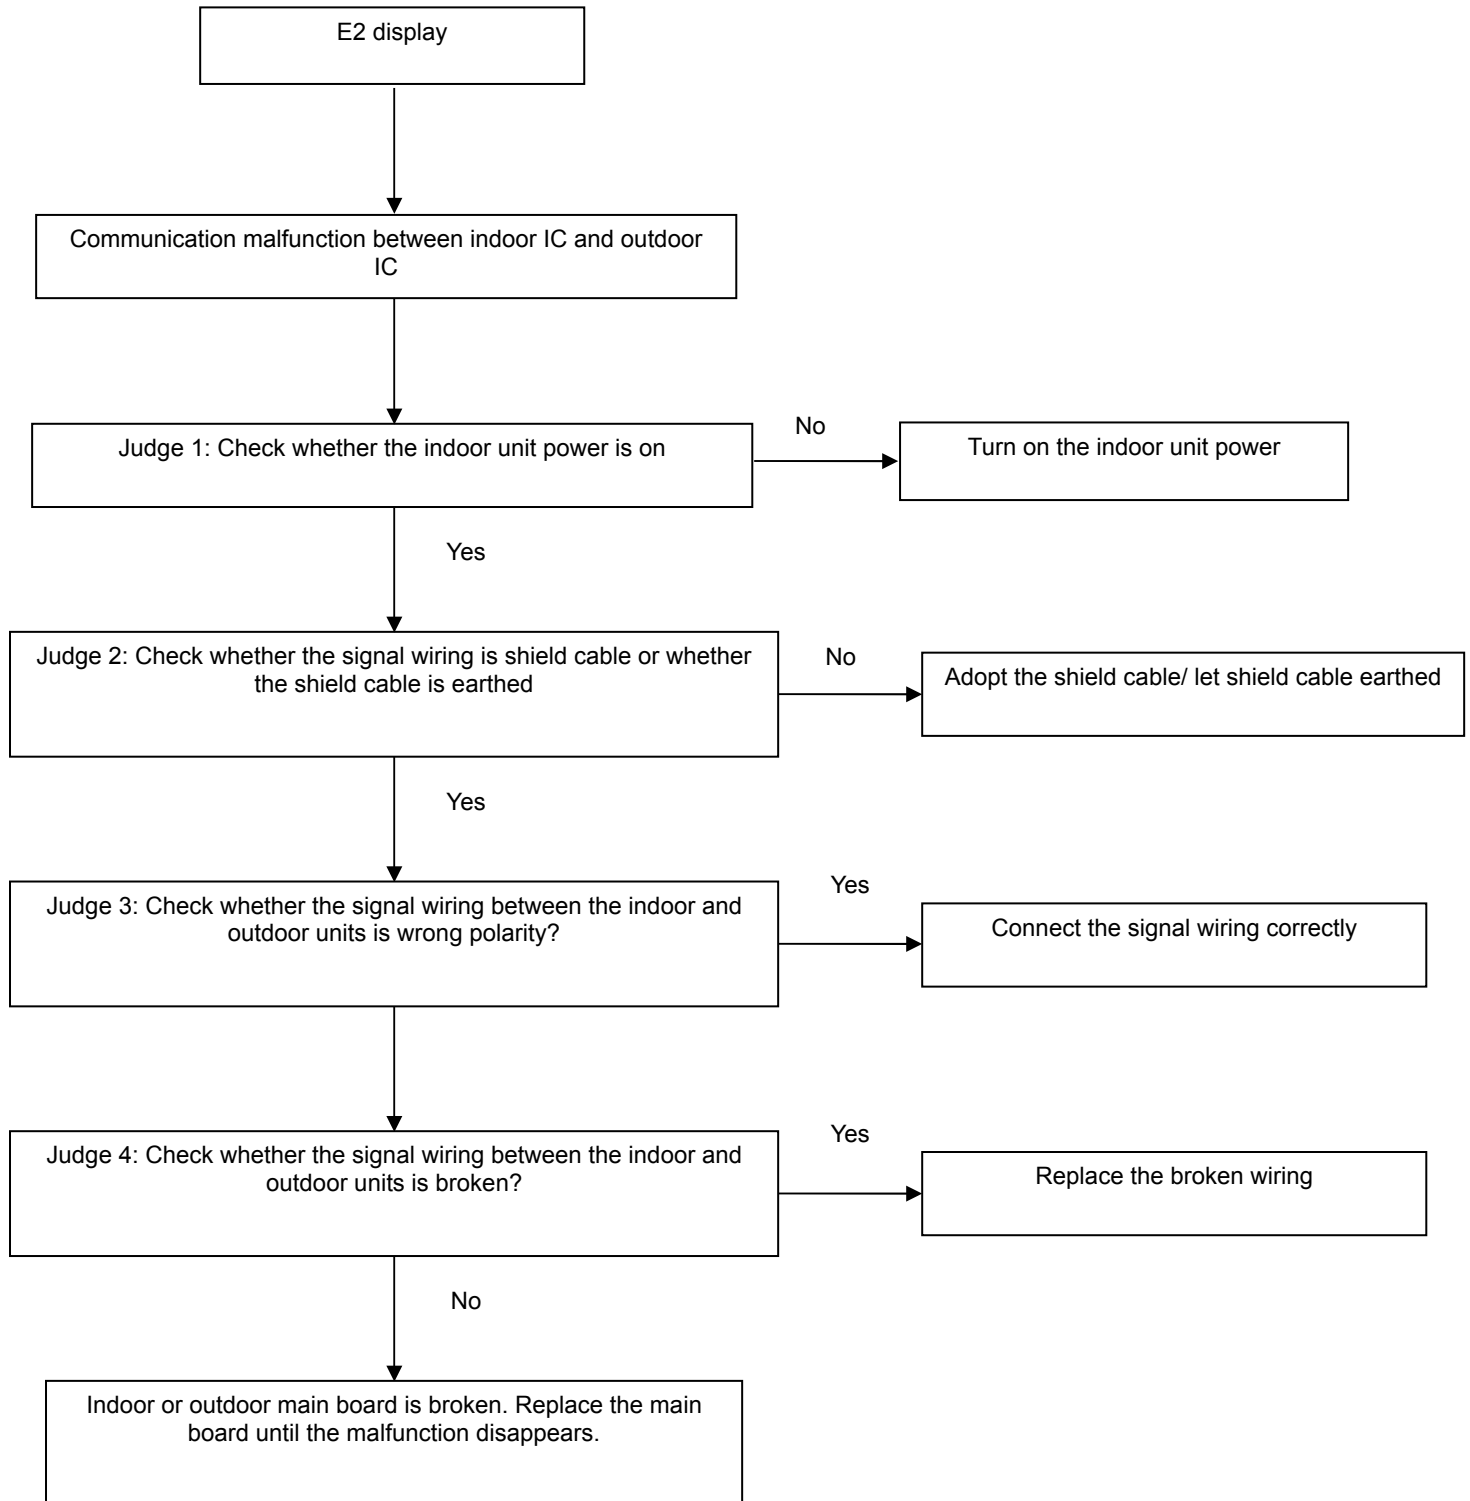 E2 display
Communication malfunction between indoor IC and outdoor
IC
Judge 1: Check whether the indoor unit power is on
No
Turn on the indoor unit power
Yes
Judge 2: Check whether the signal wiring is shield cable or whether
the shield cable is earthed
No
Adopt the shield cable/ let shield cable earthed
Yes
Judge 3: Check whether the signal wiring between the indoor and
outdoor units is wrong polarity?
Yes
Connect the signal wiring correctly
Judge 4: Check whether the signal wiring between the indoor and
outdoor units is broken?
Yes
Replace the broken wiring
No
Indoor or outdoor main board is broken. Replace the main
board until the malfunction disappears.